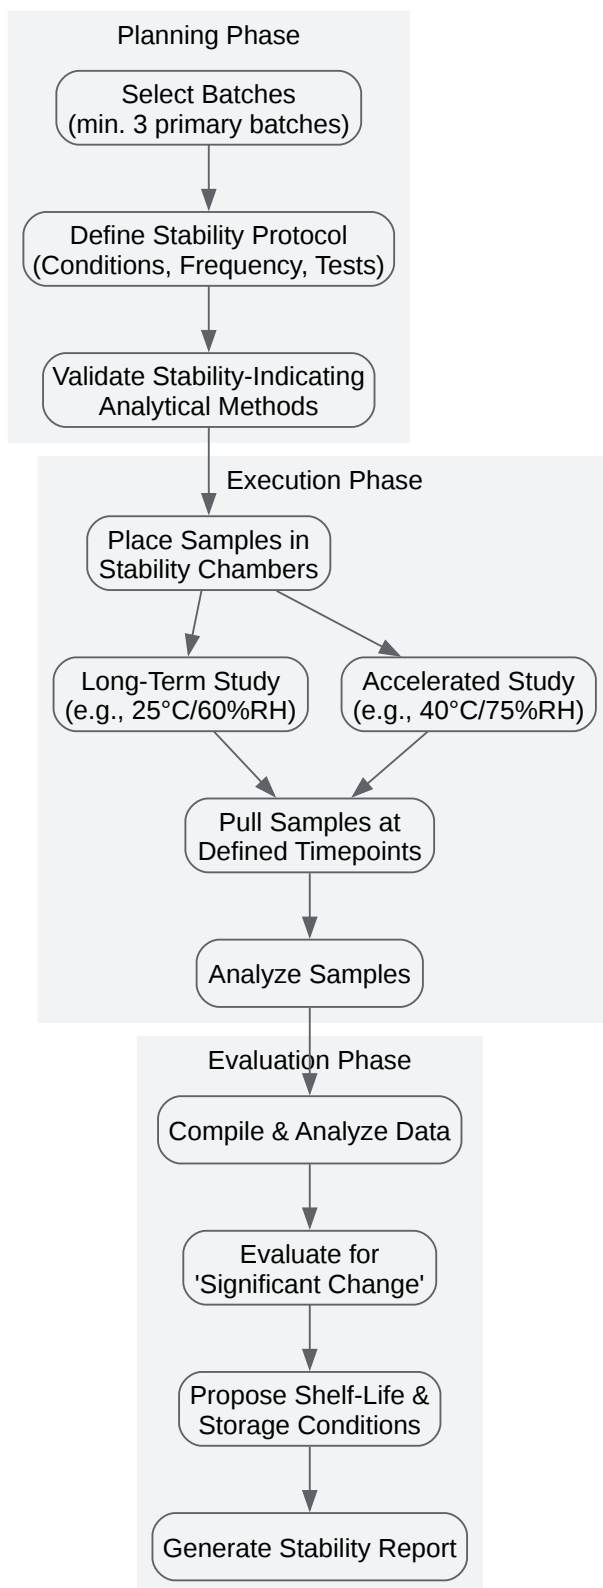 Planning Phase
Select Batches
(min. 3 primary batches)
Define Stability Protocol
(Conditions, Frequency, Tests)
Validate Stability-Indicating
Analytical Methods
Execution Phase
Place Samples in
Stability Chambers
Long-Term Study
(e.g., 25°C/60%RH)
Accelerated Study
(e.g., 40°C/75%RH)
Pull Samples at
Defined Timepoints
Analyze Samples
Evaluation Phase
Compile & Analyze Data
Evaluate for
'Significant Change'
Propose Shelf-Life &
Storage Conditions
Generate Stability Report